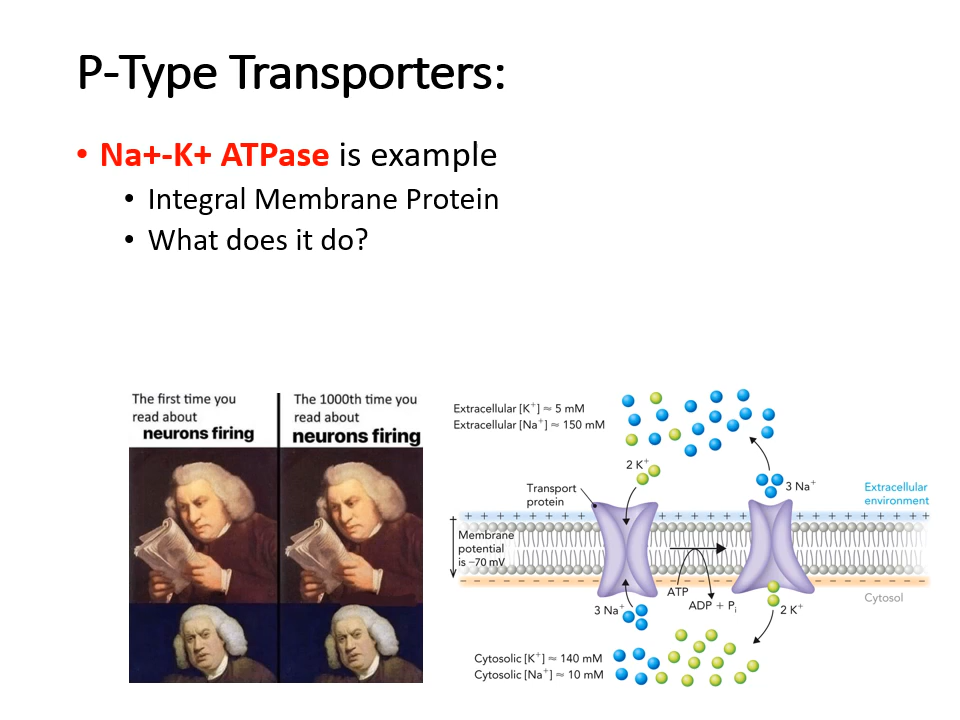 P-Type Transporters:
• Na+-K+ ATPase is example
• Integral Membrane Protein
• What does it do?
The first time you
read about
neurons firing
The 1000th time you
read about
neurons firing
Extracellular [K⁺] ≈ 5 mM
Extracellular [Na⁺] ≈ 150 mM
2 K⁺
3 Na⁺
Transport
protein
Extracellular
environment
+ + + + + + + + + + + + + + + + + + + + + + + + + + + +
Membrane
potential
is −70 mV
− − − − − − − − − − − − − − − − − − − − − − − −
ATP
ADP + Pᵢ
Cytosol
3 Na⁺
2 K⁺
Cytosolic [K⁺] ≈ 140 mM
Cytosolic [Na⁺] ≈ 10 mM